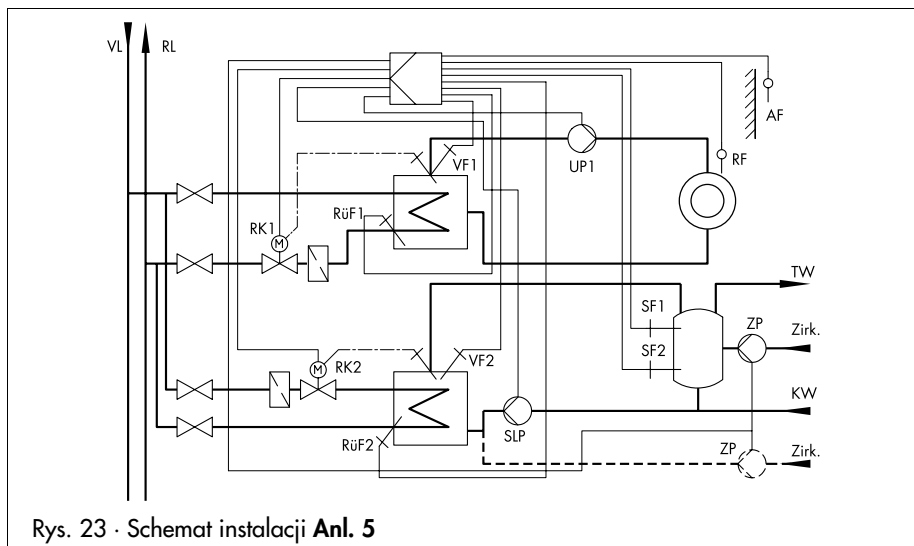 VL
RL
AF
RF
UP1
VF1
RüF1
RK1
M
TW
SF1
ZP
Zirk.
SF2
VF2
RK2
M
KW
SLP
RüF2
ZP
Zirk.
Rys. 23 · Schemat instalacji Anl. 5